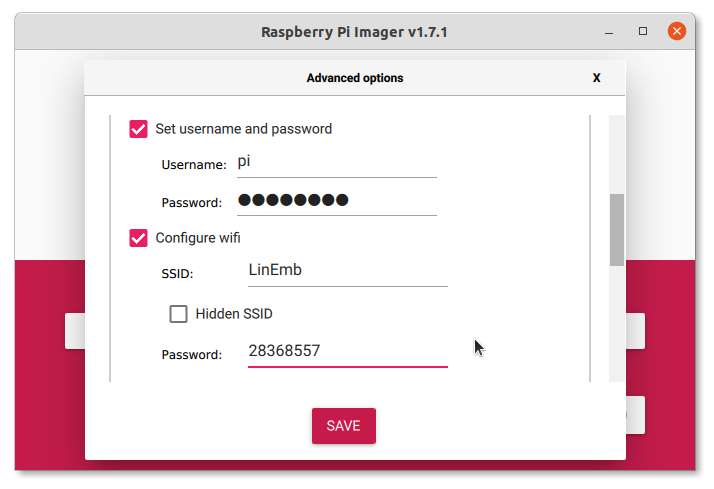 Raspberry Pi Imager v1.7.1
Advanced options X
Set username and password
Username: pi
Password: ●●●●●●●●
Configure wifi
SSID: LinEmb
Hidden SSID
Password: 28368557
SAVE